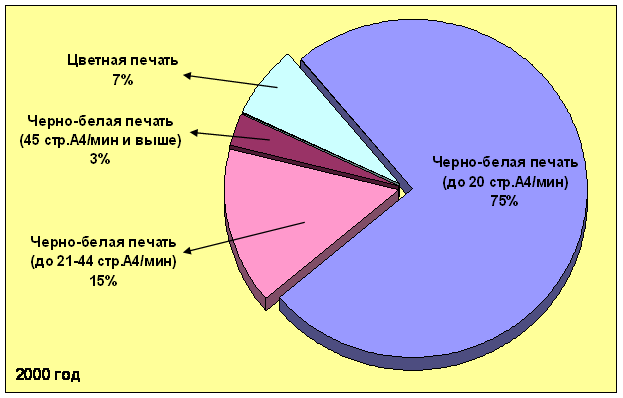 Цветная печать
7%
Черно-белая печать
(45 стр.А4/мин и выше)
3%
Черно-белая печать
(до 20 стр.А4/мин)
75%
Черно-белая печать
(до 21-44 стр.А4/мин)
15%
2000 год